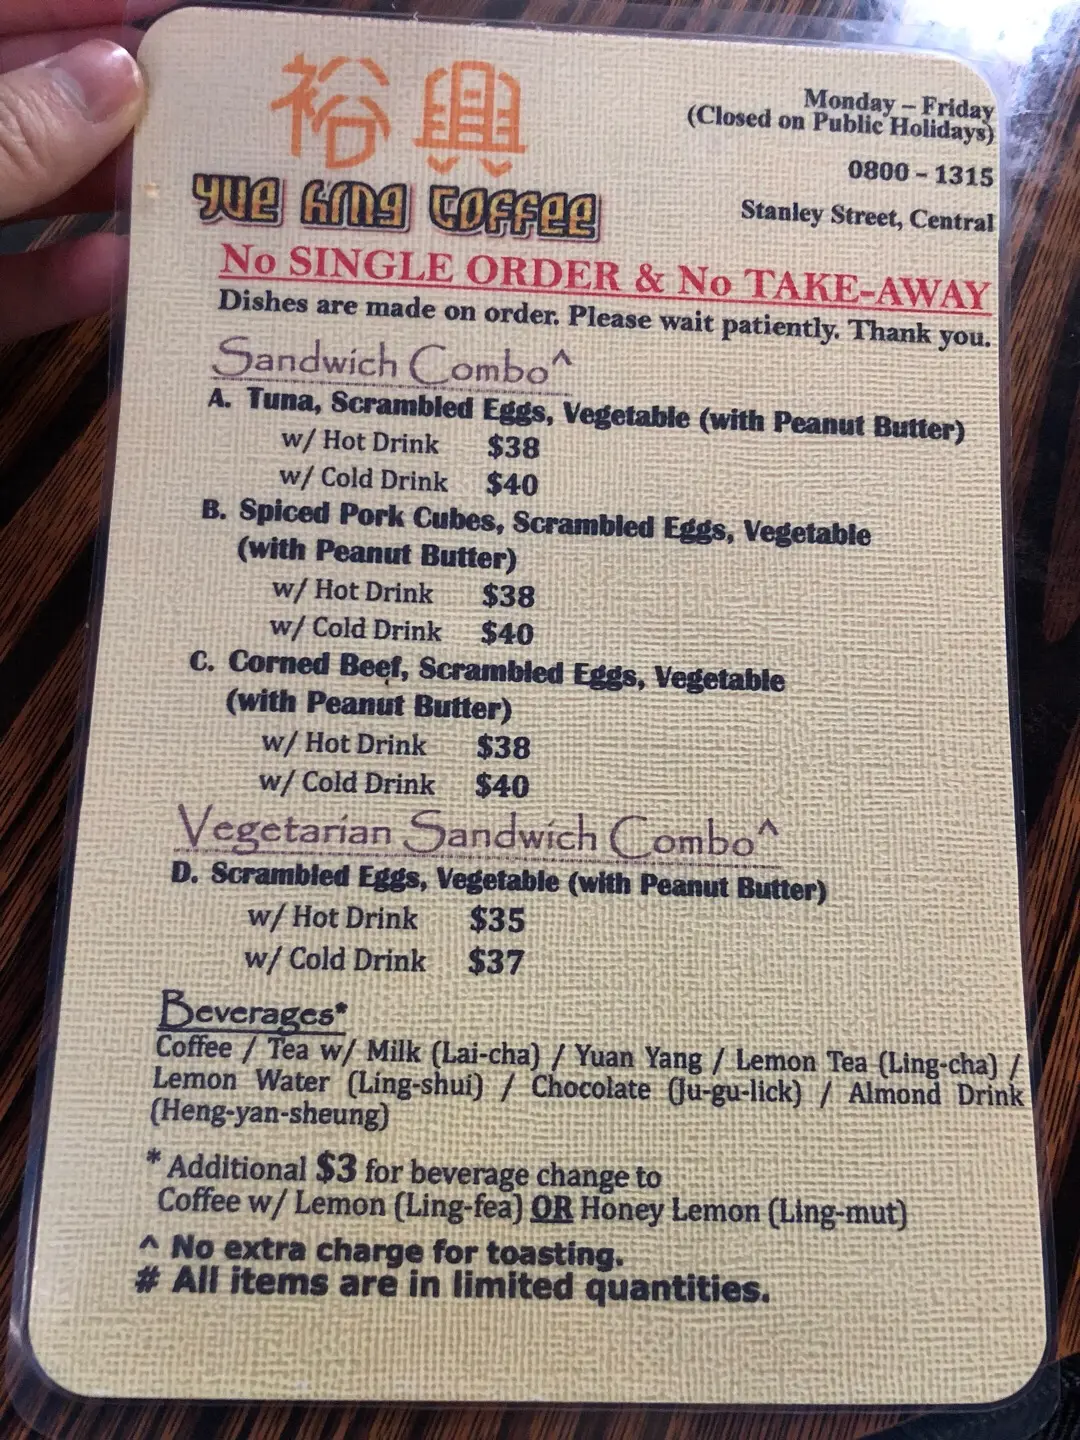 裕興
Yue Hing Coffee
Monday – Friday
(Closed on Public Holidays)
0800 – 1315
Stanley Street, Central
No SINGLE ORDER & No TAKE-AWAY
Dishes are made on order. Please wait patiently. Thank you.
Sandwich Combo^
A. Tuna, Scrambled Eggs, Vegetable (with Peanut Butter)
w/ Hot Drink $38
w/ Cold Drink $40
B. Spiced Pork Cubes, Scrambled Eggs, Vegetable
(with Peanut Butter)
w/ Hot Drink $38
w/ Cold Drink $40
C. Corned Beef, Scrambled Eggs, Vegetable
(with Peanut Butter)
w/ Hot Drink $38
w/ Cold Drink $40
Vegetarian Sandwich Combo^
D. Scrambled Eggs, Vegetable (with Peanut Butter)
w/ Hot Drink $35
w/ Cold Drink $37
Beverages*
Coffee / Tea w/ Milk (Lai-cha) / Yuan Yang / Lemon Tea (Ling-cha) /
Lemon Water (Ling-shui) / Chocolate (Ju-gu-lick) / Almond Drink
(Heng-yan-sheung)
* Additional $3 for beverage change to
Coffee w/ Lemon (Ling-fea) OR Honey Lemon (Ling-mut)
^ No extra charge for toasting.
# All items are in limited quantities.